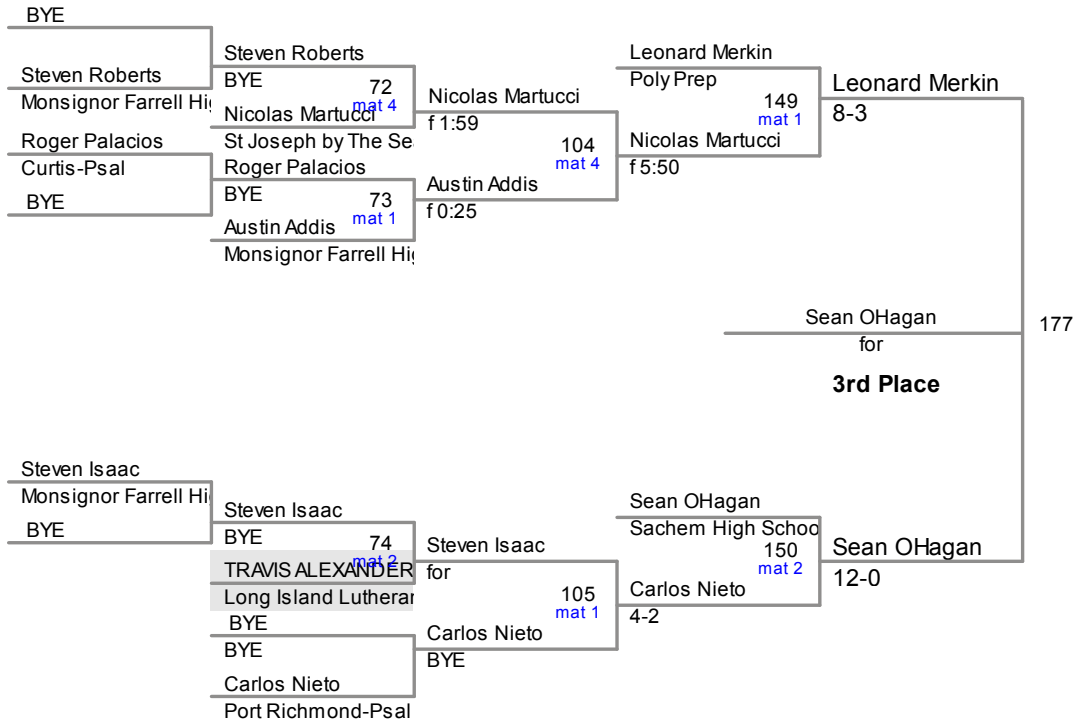 BYE
Steven Roberts
Monsignor Farrell Hi
Roger Palacios
Curtis-Psal
BYE
Steven Roberts
BYE
72
mat 4
Nicolas Martucci
St Joseph by The Se
Roger Palacios
BYE
73
mat 1
Austin Addis
Monsignor Farrell Hi
Nicolas Martucci
f 1:59
104
mat 4
Austin Addis
f 0:25
Leonard Merkin
Poly Prep
149
mat 1
Nicolas Martucci
f 5:50
Leonard Merkin
8-3
Sean OHagan
for
3rd Place
177
Steven Isaac
Monsignor Farrell Hi
BYE
Steven Isaac
BYE
74
mat 2
TRAVIS ALEXANDER
Long Island Luthera
BYE
BYE
Carlos Nieto
Port Richmond-Psal
Steven Isaac
for
105
mat 1
Carlos Nieto
BYE
Sean OHagan
Sachem High Schoo
150
mat 2
Carlos Nieto
4-2
Sean OHagan
12-0